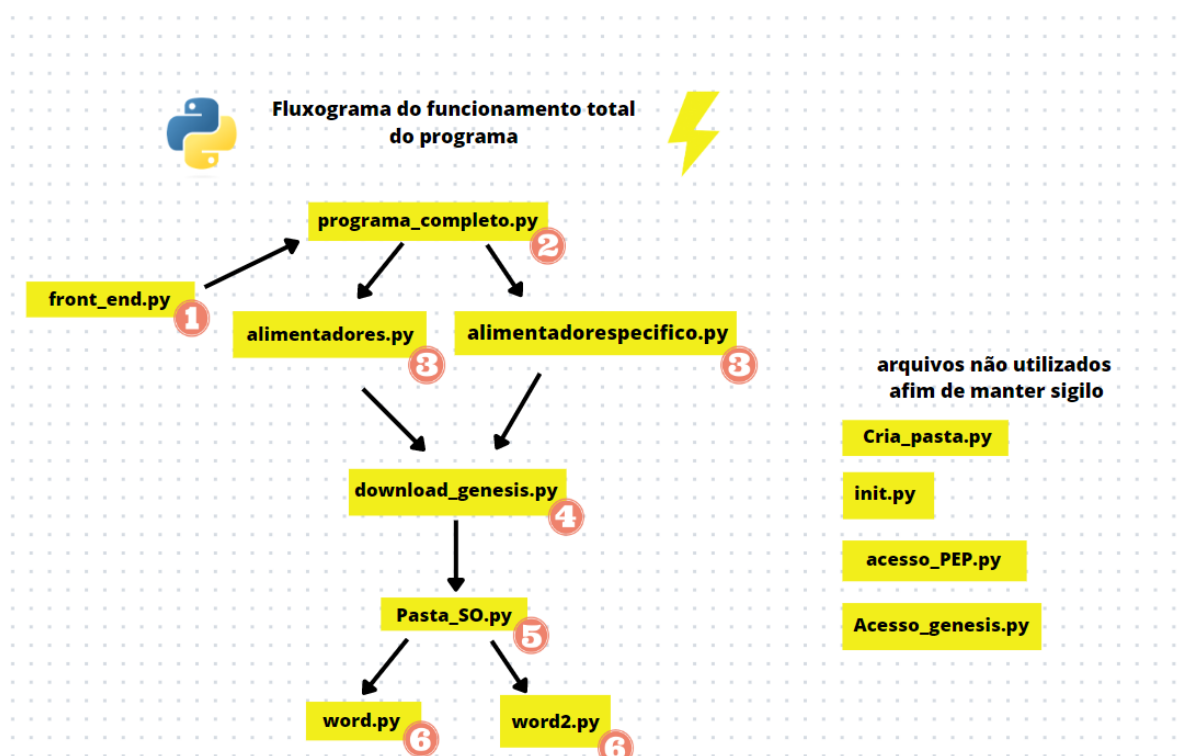 Fluxograma do funcionamento total
do programa
programa_completo.py
2
front_end.py
1
alimentadores.py
3
alimentadorespecifico.py
3
download_genesis.py
4
Pasta_SO.py
5
word.py
6
word2.py
6
arquivos não utilizados
afim de manter sigilo
Cria_pasta.py
init.py
acesso_PEP.py
Acesso_genesis.py